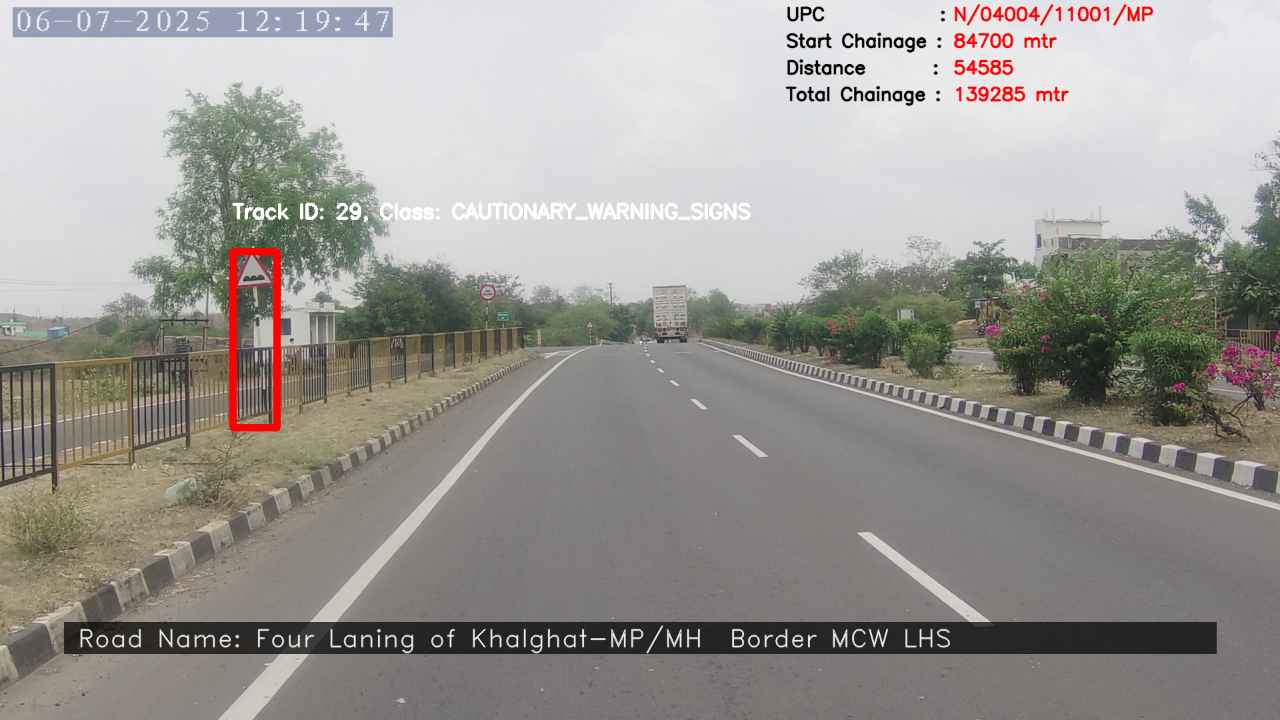 06-07-2025 12:19:47
UPC : N/04004/11001/MP
Start Chainage : 84700 mtr
Distance : 54585
Total Chainage : 139285 mtr
Track ID: 29, Class: CAUTIONARY_WARNING_SIGNS
Road Name: Four Laning of Khalghat-MP/MH Border MCW LHS